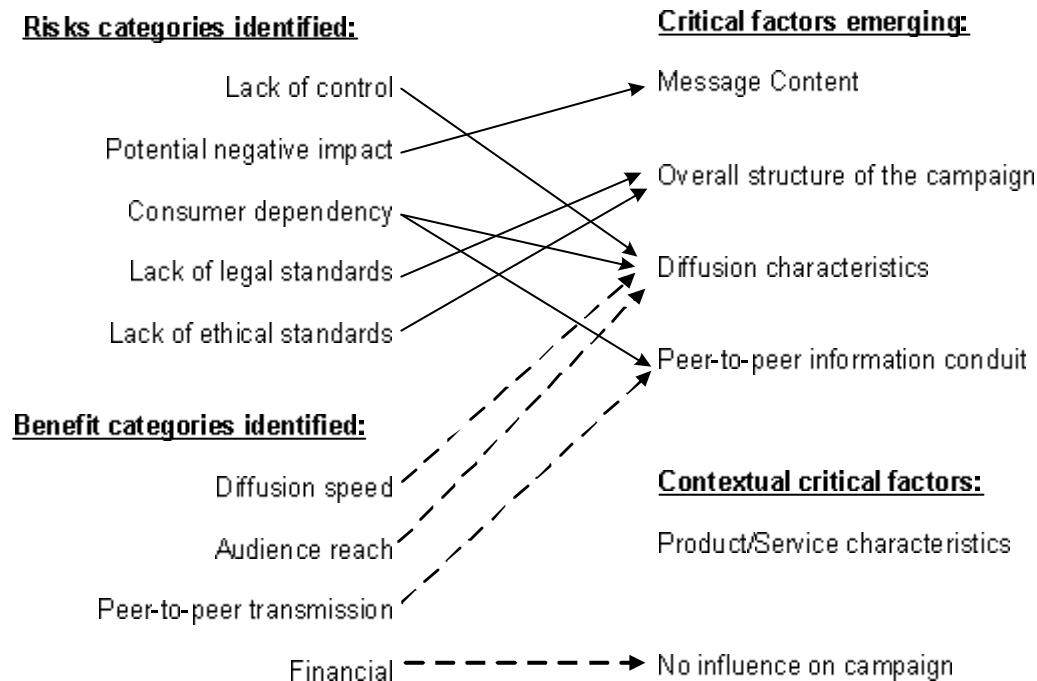 Risks categories identified:
Lack of control
Potential negative impact
Consumer dependency
Lack of legal standards
Lack of ethical standards
Benefit categories identified:
Diffusion speed
Audience reach
Peer-to-peer transmission
Financial
Critical factors emerging:
Message Content
Overall structure of the campaign
Diffusion characteristics
Peer-to-peer information conduit
Contextual critical factors:
Product/Service characteristics
No influence on campaign